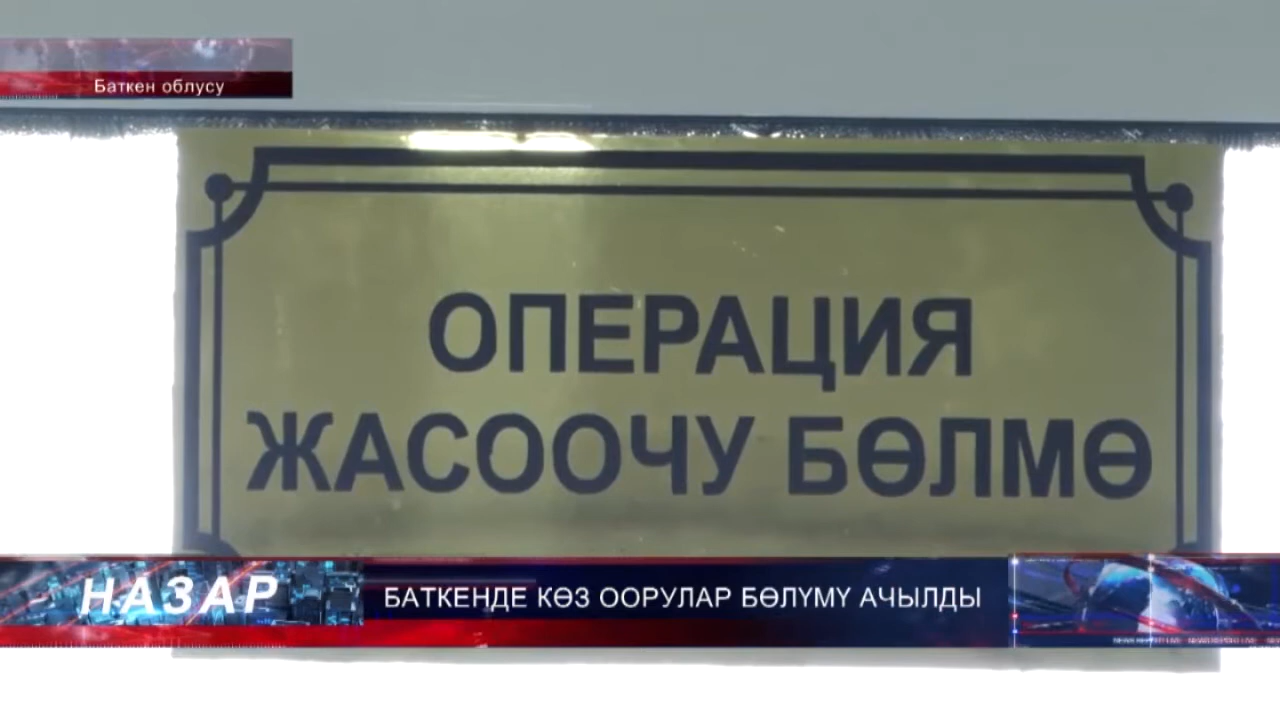 Баткен облусу
ОПЕРАЦИЯ
ЖАСООЧУ БӨЛМӨ
НАЗАР
БАТКЕНДЕ КӨЗ ООРУЛАР БӨЛҮМҮ АЧЫЛДЫ